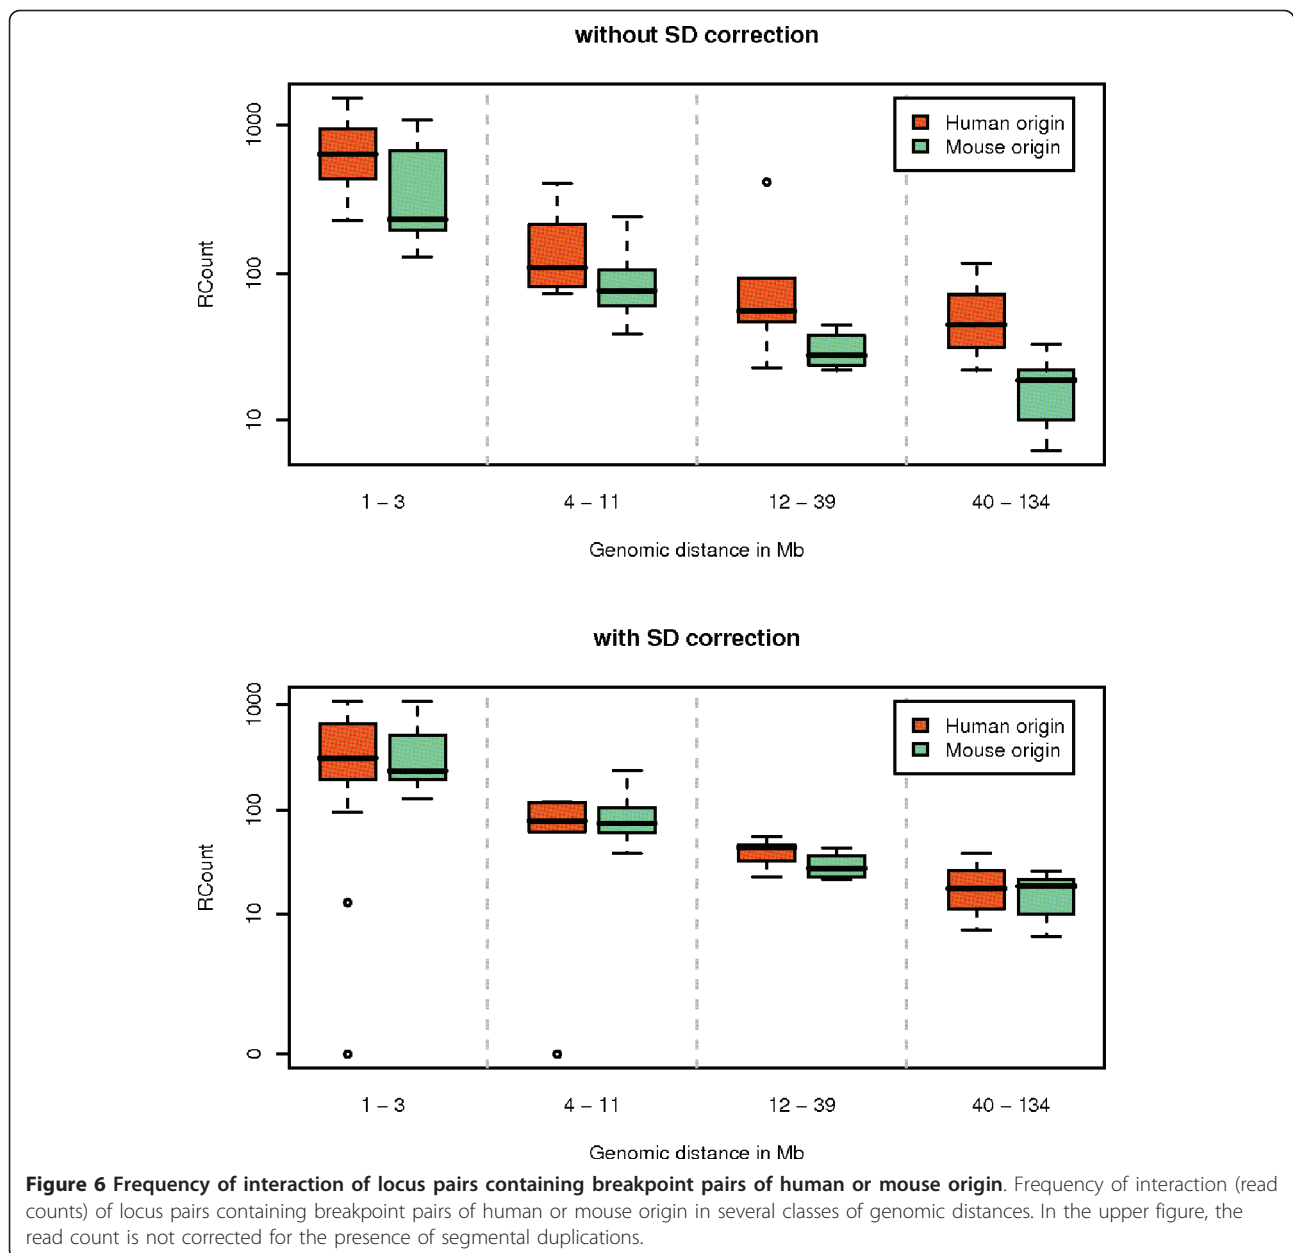 without SD correction
1000
100
10
RCount
Human origin
Mouse origin
1 – 3
4 – 11
12 – 39
40 – 134
Genomic distance in Mb
with SD correction
1000
100
10
0
RCount
Human origin
Mouse origin
1 – 3
4 – 11
12 – 39
40 – 134
Genomic distance in Mb
Figure 6 Frequency of interaction of locus pairs containing breakpoint pairs of human or mouse origin. Frequency of interaction (read
counts) of locus pairs containing breakpoint pairs of human or mouse origin in several classes of genomic distances. In the upper figure, the
read count is not corrected for the presence of segmental duplications.